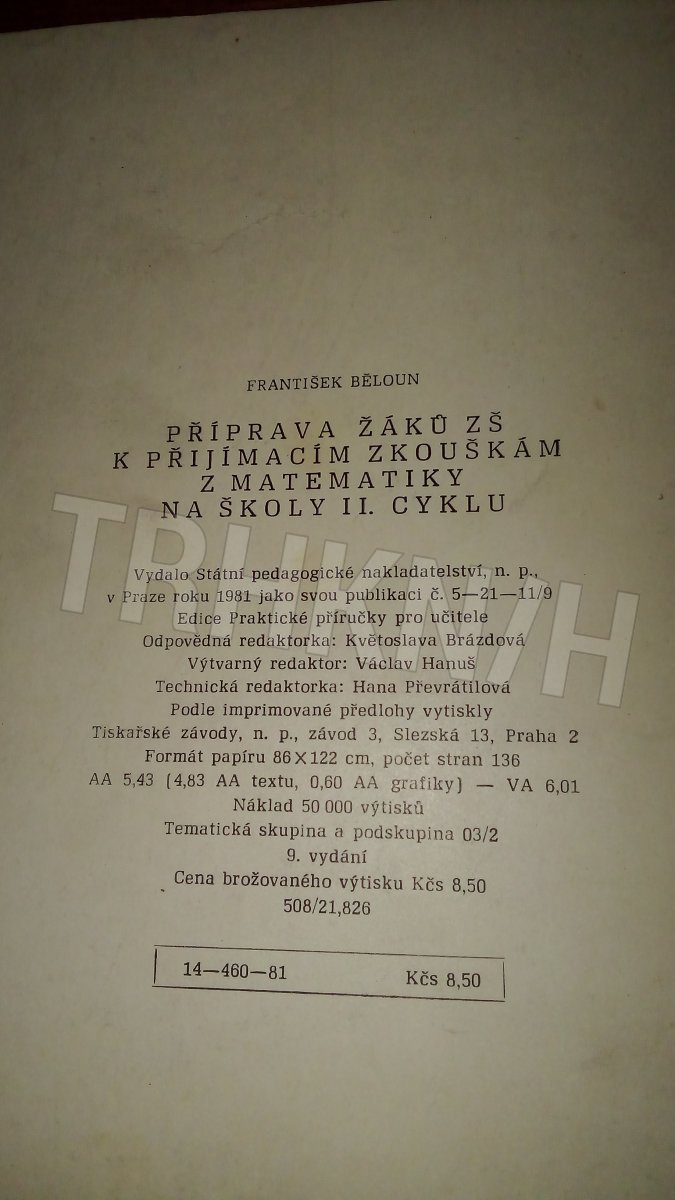 FRANTIŠEK BĚLOUN
PŘÍPRAVA ŽÁKŮ ZŠ
K PŘIJÍMACÍM ZKOUŠKÁM
Z MATEMATIKY
NA ŠKOLY II. CYKLU
Vydalo Státní pedagogické nakladatelství, n. p.,
v Praze roku 1981 jako svou publikaci č. 5—21—11/9
Edice Praktické příručky pro učitele
Odpovědná redaktorka: Květoslava Brázdová
Výtvarný redaktor: Václav Hanuš
Technická redaktorka: Hana Převrátilová
Podle imprimované předlohy vytiskly
Tiskařské závody, n. p., závod 3, Slezská 13, Praha 2
Formát papíru 86×122 cm, počet stran 136
AA 5,43 (4,83 AA textu, 0,60 AA grafiky) — VA 6,01
Náklad 50 000 výtisků
Tematická skupina a podskupina 03/2
9. vydání
Cena brožovaného výtisku Kčs 8,50
508/21,826
14—460—81 Kčs 8,50
TRHKNIH